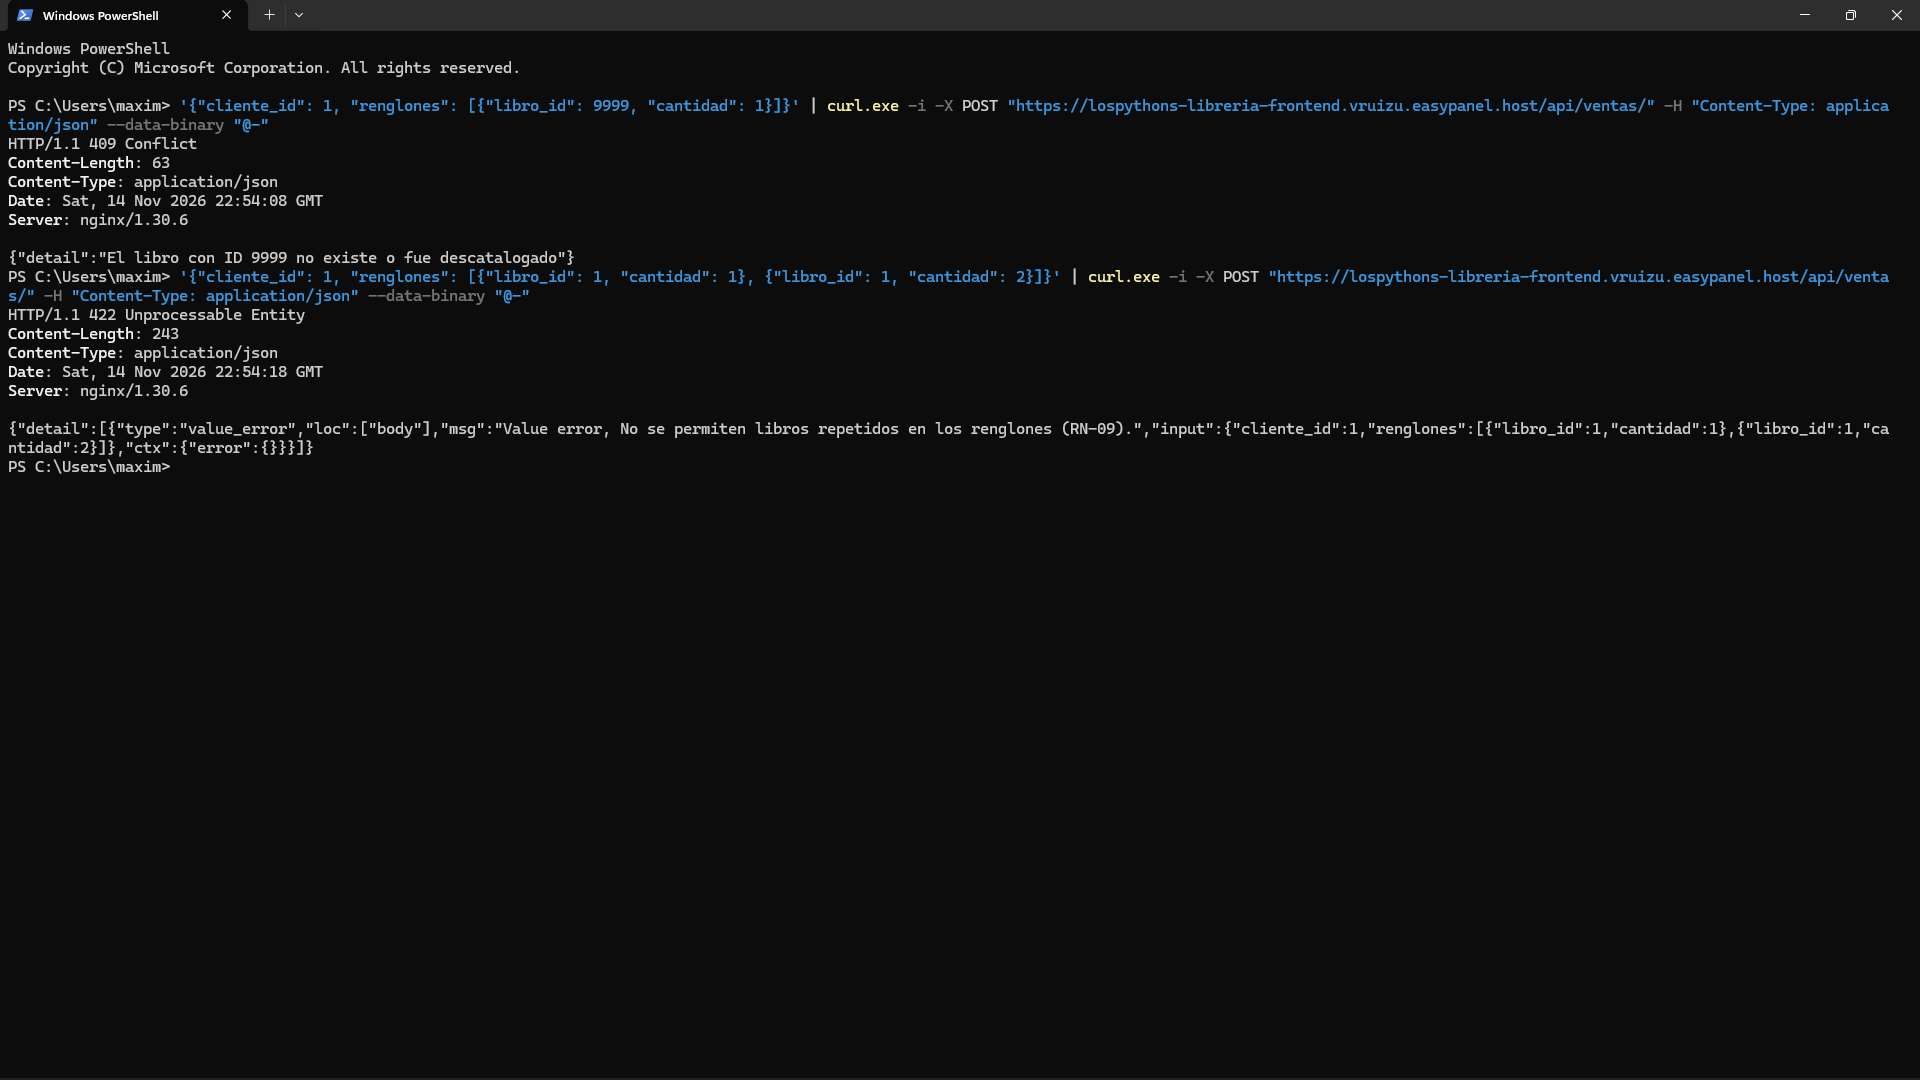 Windows PowerShell
Windows PowerShell
Copyright (C) Microsoft Corporation. All rights reserved.
PS C:\Users\maxim> '{"cliente_id": 1, "renglones": [{"libro_id": 9999, "cantidad": 1}]}' | curl.exe -i -X POST "https://lospythons-libreria-frontend.vruizu.easypanel.host/api/ventas/" -H "Content-Type: applica
tion/json" --data-binary "@-"
HTTP/1.1 409 Conflict
Content-Length: 63
Content-Type: application/json
Date: Sat, 14 Nov 2026 22:54:08 GMT
Server: nginx/1.30.6
{"detail":"El libro con ID 9999 no existe o fue descatalogado"}
PS C:\Users\maxim> '{"cliente_id": 1, "renglones": [{"libro_id": 1, "cantidad": 1}, {"libro_id": 1, "cantidad": 2}]}' | curl.exe -i -X POST "https://lospythons-libreria-frontend.vruizu.easypanel.host/api/venta
s/" -H "Content-Type: application/json" --data-binary "@-"
HTTP/1.1 422 Unprocessable Entity
Content-Length: 243
Content-Type: application/json
Date: Sat, 14 Nov 2026 22:54:18 GMT
Server: nginx/1.30.6
{"detail":[{"type":"value_error","loc":["body"],"msg":"Value error, No se permiten libros repetidos en los renglones (RN-09).","input":{"cliente_id":1,"renglones":[{"libro_id":1,"cantidad":1},{"libro_id":1,"ca
ntidad":2}]},"ctx":{"error":{}}}]}
PS C:\Users\maxim>